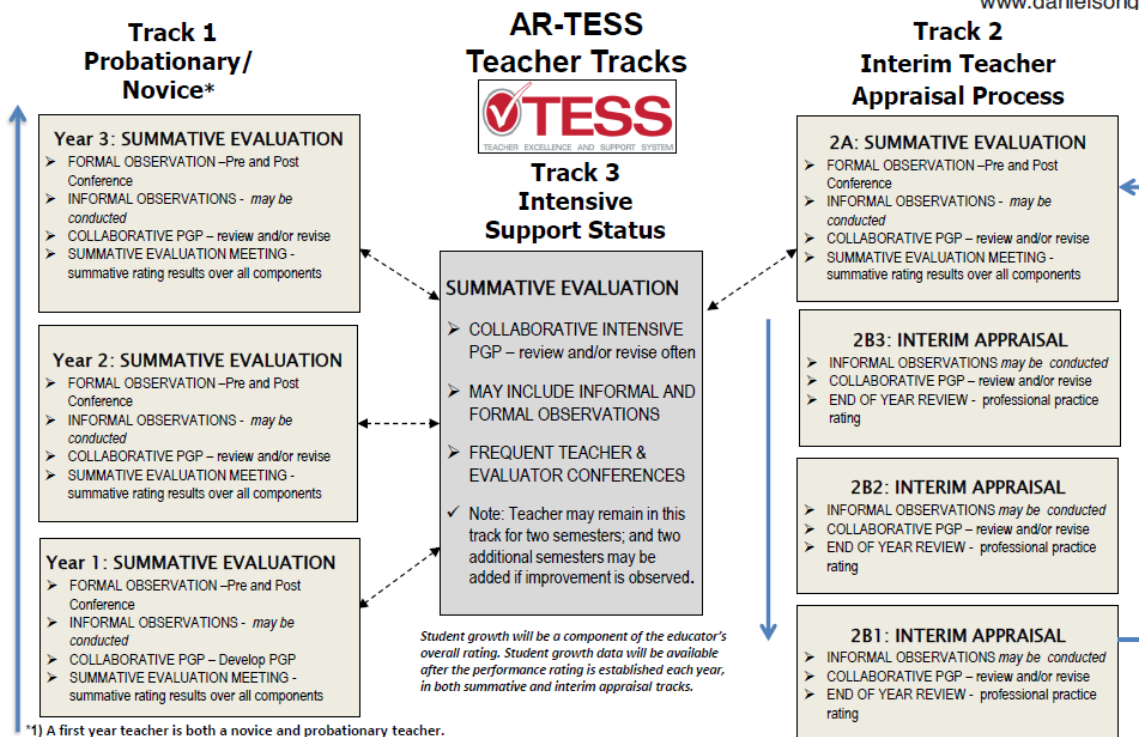 www.danielsong
AR-TESS
Teacher Tracks
TESS
TEACHER EXCELLENCE AND SUPPORT SYSTEM
Track 1
Probationary/
Novice*
Year 3: SUMMATIVE EVALUATION
➢ FORMAL OBSERVATION –Pre and Post
Conference
➢ INFORMAL OBSERVATIONS - may be
conducted
➢ COLLABORATIVE PGP – review and/or revise
➢ SUMMATIVE EVALUATION MEETING -
summative rating results over all components
Year 2: SUMMATIVE EVALUATION
➢ FORMAL OBSERVATION –Pre and Post
Conference
➢ INFORMAL OBSERVATIONS - may be
conducted
➢ COLLABORATIVE PGP – review and/or revise
➢ SUMMATIVE EVALUATION MEETING -
summative rating results over all components
Year 1: SUMMATIVE EVALUATION
➢ FORMAL OBSERVATION –Pre and Post
Conference
➢ INFORMAL OBSERVATIONS - may be
conducted
➢ COLLABORATIVE PGP – Develop PGP
➢ SUMMATIVE EVALUATION MEETING -
summative rating results over all components
*1) A first year teacher is both a novice and probationary teacher.
Track 3
Intensive
Support Status
SUMMATIVE EVALUATION
➢ COLLABORATIVE INTENSIVE
PGP – review and/or revise often
➢ MAY INCLUDE INFORMAL AND
FORMAL OBSERVATIONS
➢ FREQUENT TEACHER &
EVALUATOR CONFERENCES
✓ Note: Teacher may remain in this
track for two semesters; and two
additional semesters may be
added if improvement is observed.
Student growth will be a component of the educator's
overall rating. Student growth data will be available
after the performance rating is established each year,
in both summative and interim appraisal tracks.
Track 2
Interim Teacher
Appraisal Process
2A: SUMMATIVE EVALUATION
➢ FORMAL OBSERVATION –Pre and Post
Conference
➢ INFORMAL OBSERVATIONS - may be
conducted
➢ COLLABORATIVE PGP – review and/or revise
➢ SUMMATIVE EVALUATION MEETING -
summative rating results over all components
2B3: INTERIM APPRAISAL
➢ INFORMAL OBSERVATIONS may be conducted
➢ COLLABORATIVE PGP – review and/or revise
➢ END OF YEAR REVIEW - professional practice
rating
2B2: INTERIM APPRAISAL
➢ INFORMAL OBSERVATIONS may be conducted
➢ COLLABORATIVE PGP – review and/or revise
➢ END OF YEAR REVIEW - professional practice
rating
2B1: INTERIM APPRAISAL
➢ INFORMAL OBSERVATIONS may be conducted
➢ COLLABORATIVE PGP – review and/or revise
➢ END OF YEAR REVIEW - professional practice
rating